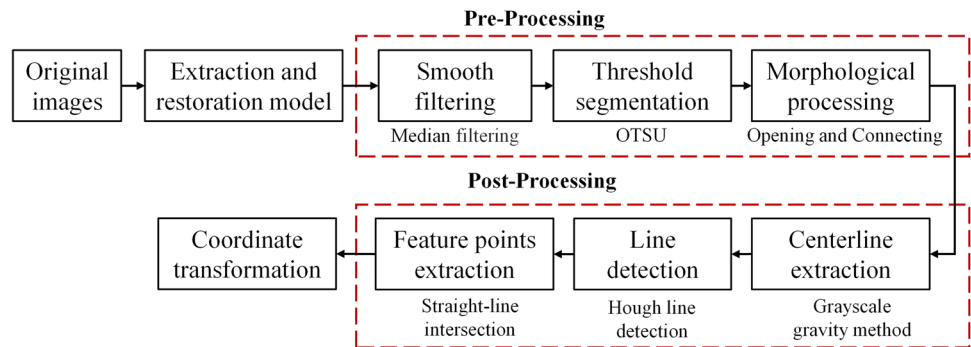 Pre-Processing
Original
images
Extraction and
restoration model
Smooth
filtering
Median filtering
Threshold
segmentation
OTSU
Morphological
processing
Opening and Connecting
Post-Processing
Centerline
extraction
Grayscale
gravity method
Line
detection
Hough line
detection
Feature points
extraction
Straight-line
intersection
Coordinate
transformation